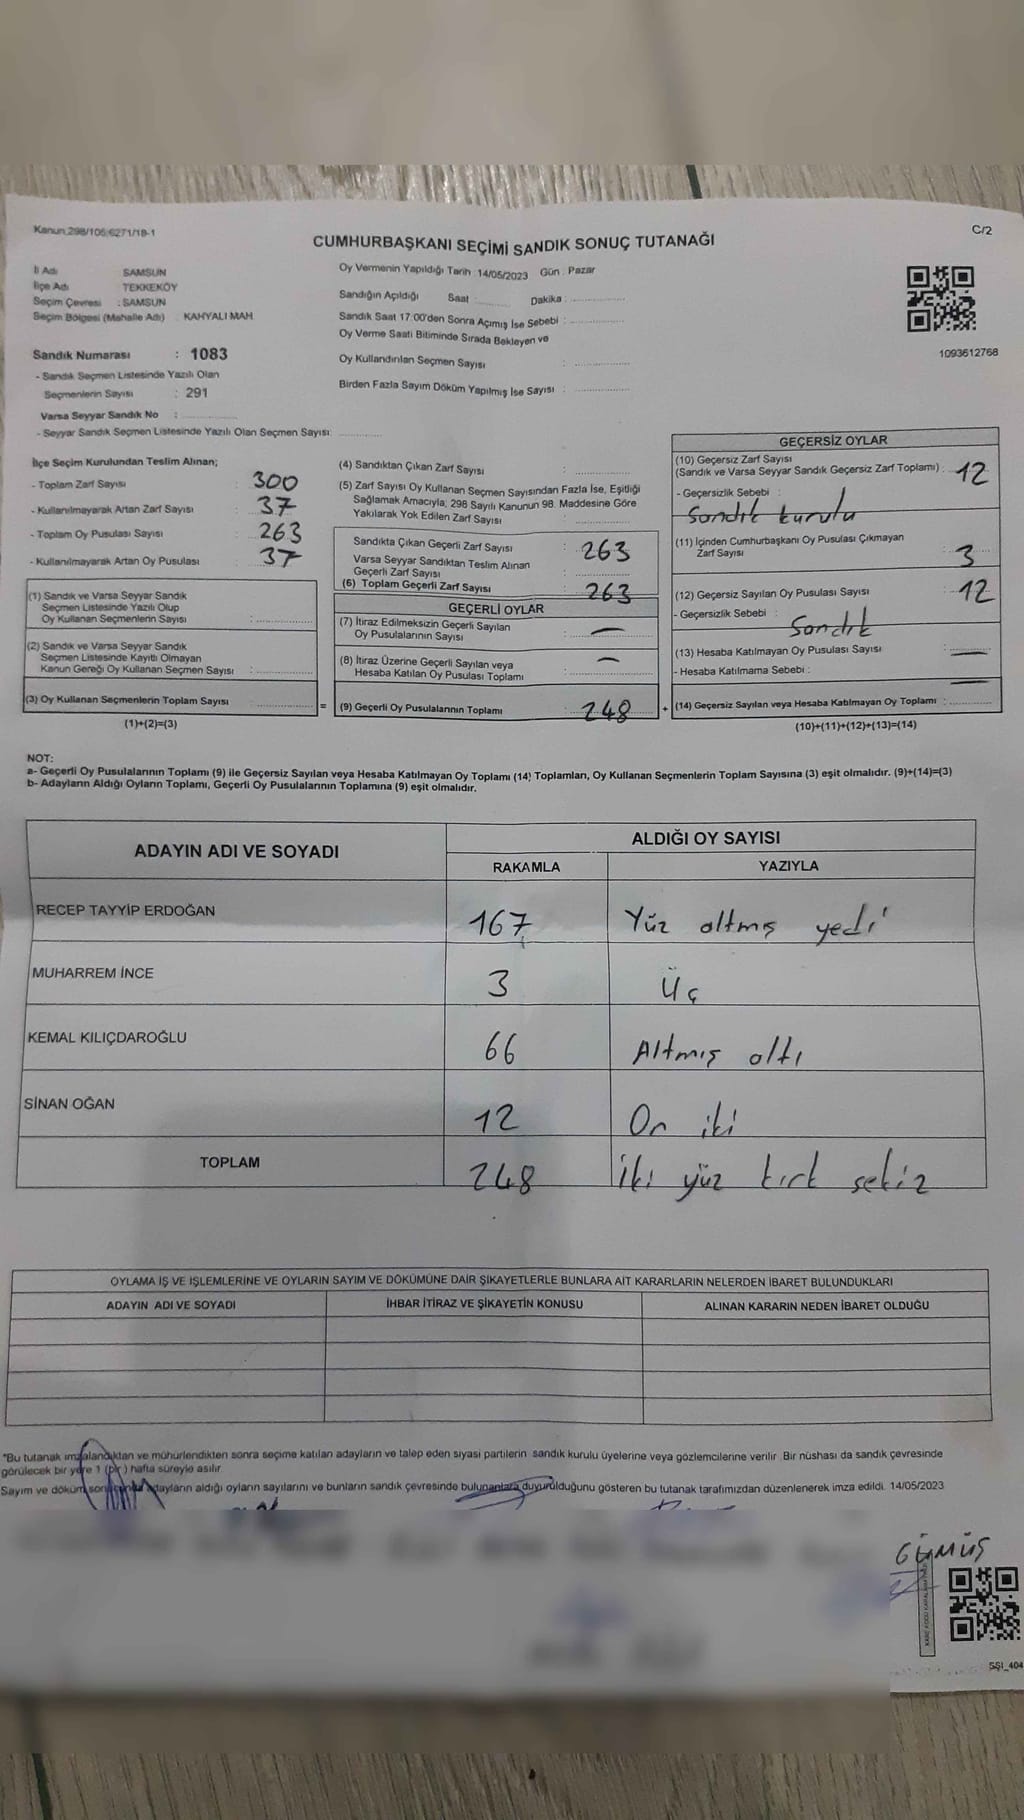 Kanun:298/105;6271/18-1
C/2
CUMHURBAŞKANI SEÇİMİ SANDIK SONUÇ TUTANAĞI
İl Adı SAMSUN
İlçe Adı TEKKEKÖY
Seçim Çevresi : SAMSUN
Seçim Bölgesi (Mahalle Adı) : KAHYALI MAH.
Oy Vermenin Yapıldığı Tarih : 14/05/2023 Gün : Pazar
Sandığın Açıldığı Saat : Dakika :
Sandık Saat 17:00'den Sonra Açımış İse Sebebi :
Oy Verme Saati Bitiminde Sırada Bekleyen ve
Oy Kullandırılan Seçmen Sayısı :
Birden Fazla Sayım Döküm Yapılmış İse Sayısı :
1093612768
Sandık Numarası : 1083
- Sandık Seçmen Listesinde Yazılı Olan
Seçmenlerin Sayısı : 291
Varsa Seyyar Sandık No :
- Seyyar Sandık Seçmen Listesinde Yazılı Olan Seçmen Sayısı:
İlçe Seçim Kurulundan Teslim Alınan;
- Toplam Zarf Sayısı : 300
- Kullanılmayarak Artan Zarf Sayısı : 37
- Toplam Oy Pusulası Sayısı : 263
- Kullanılmayarak Artan Oy Pusulası : 37
(1) Sandık ve Varsa Seyyar Sandık
Seçmen Listesinde Yazılı Olup
Oy Kullanan Seçmenlerin Sayısı :
(2) Sandık ve Varsa Seyyar Sandık
Seçmen Listesinde Kayıtlı Olmayan
Kanun Gereği Oy Kullanan Seçmen Sayısı :
(3) Oy Kullanan Seçmenlerin Toplam Sayısı :
(1)+(2)=(3)
(4) Sandıktan Çıkan Zarf Sayısı :
(5) Zarf Sayısı Oy Kullanan Seçmen Sayısından Fazla İse, Eşitliği
Sağlamak Amacıyla; 298 Sayılı Kanunun 98. Maddesine Göre
Yakılarak Yok Edilen Zarf Sayısı :
Sandıkta Çıkan Geçerli Zarf Sayısı : 263
Varsa Seyyar Sandıktan Teslim Alınan
Geçerli Zarf Sayısı :
(6) Toplam Geçerli Zarf Sayısı : 263
GEÇERLİ OYLAR
(7) İtiraz Edilmeksizin Geçerli Sayılan
Oy Pusulalarının Sayısı : —
(8) İtiraz Üzerine Geçerli Sayılan veya
Hesaba Katılan Oy Pusulası Toplamı : —
= (9) Geçerli Oy Pusulalarının Toplamı : 248
GEÇERSİZ OYLAR
(10) Geçersiz Zarf Sayısı
(Sandık ve Varsa Seyyar Sandık Geçersiz Zarf Toplamı) : 12
- Geçersizlik Sebebi :
Sandık kurulu
(11) İçinden Cumhurbaşkanı Oy Pusulası Çıkmayan
Zarf Sayısı : 3
(12) Geçersiz Sayılan Oy Pusulası Sayısı : 12
- Geçersizlik Sebebi : Sandık
(13) Hesaba Katılmayan Oy Pusulası Sayısı : —
- Hesaba Katılmama Sebebi : —
+ (14) Geçersiz Sayılan veya Hesaba Katılmayan Oy Toplamı :
(10)+(11)+(12)+(13)=(14)
NOT:
a- Geçerli Oy Pusulalarının Toplamı (9) ile Geçersiz Sayılan veya Hesaba Katılmayan Oy Toplamı (14) Toplamları, Oy Kullanan Seçmenlerin Toplam Sayısına (3) eşit olmalıdır. (9)+(14)=(3)
b- Adayların Aldığı Oyların Toplamı, Geçerli Oy Pusulalarının Toplamına (9) eşit olmalıdır.
ADAYIN ADI VE SOYADI
ALDIĞI OY SAYISI
RAKAMLA YAZIYLA
RECEP TAYYİP ERDOĞAN 167 Yüz altmış yedi
MUHARREM İNCE 3 Üç
KEMAL KILIÇDAROĞLU 66 Altmış altı
SİNAN OĞAN 12 On iki
TOPLAM 248 İki yüz kırk sekiz
OYLAMA İŞ VE İŞLEMLERİNE VE OYLARIN SAYIM VE DÖKÜMÜNE DAİR ŞİKAYETLERLE BUNLARA AİT KARARLARIN NELERDEN İBARET BULUNDUKLARI
ADAYIN ADI VE SOYADI İHBAR İTİRAZ VE ŞİKAYETİN KONUSU ALINAN KARARIN NEDEN İBARET OLDUĞU
*Bu tutanak imzalandıktan ve mühürlendikten sonra seçime katılan adayların ve talep eden siyasi partilerin sandık kurulu üyelerine veya gözlemcilerine verilir. Bir nüshası da sandık çevresinde
görülecek bir yere 1 (bir) hafta süreyle asılır.
Sayım ve döküm sonucunda adayların aldığı oyların sayılarını ve bunların sandık çevresinde bulunanlara duyurulduğunu gösteren bu tutanak tarafımızdan düzenlenerek imza edildi. 14/05/2023
GÜMÜŞ
SSİ_404